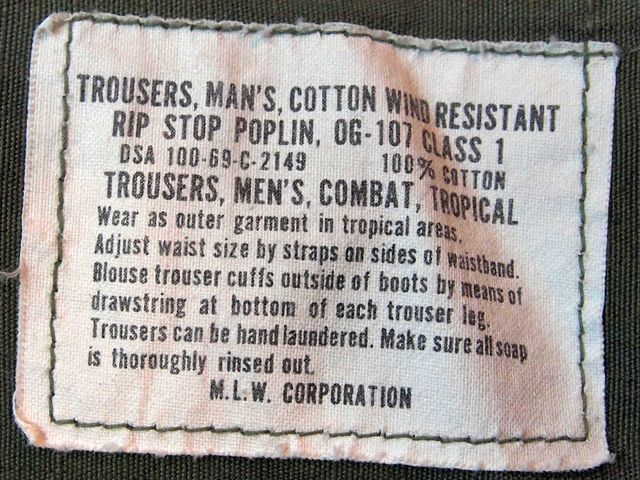 TROUSERS, MAN'S, COTTON WIND RESISTANT
RIP STOP POPLIN, OG-107 CLASS 1
DSA 100-69-C-2149 100% COTTON
TROUSERS, MEN'S, COMBAT, TROPICAL
Wear as outer garment in tropical areas.
Adjust waist size by straps on sides of waistband.
Blouse trouser cuffs outside of boots by means of
drawstring at bottom of each trouser leg.
Trousers can be hand laundered. Make sure all soap
is thoroughly rinsed out.
M.L.W. CORPORATION